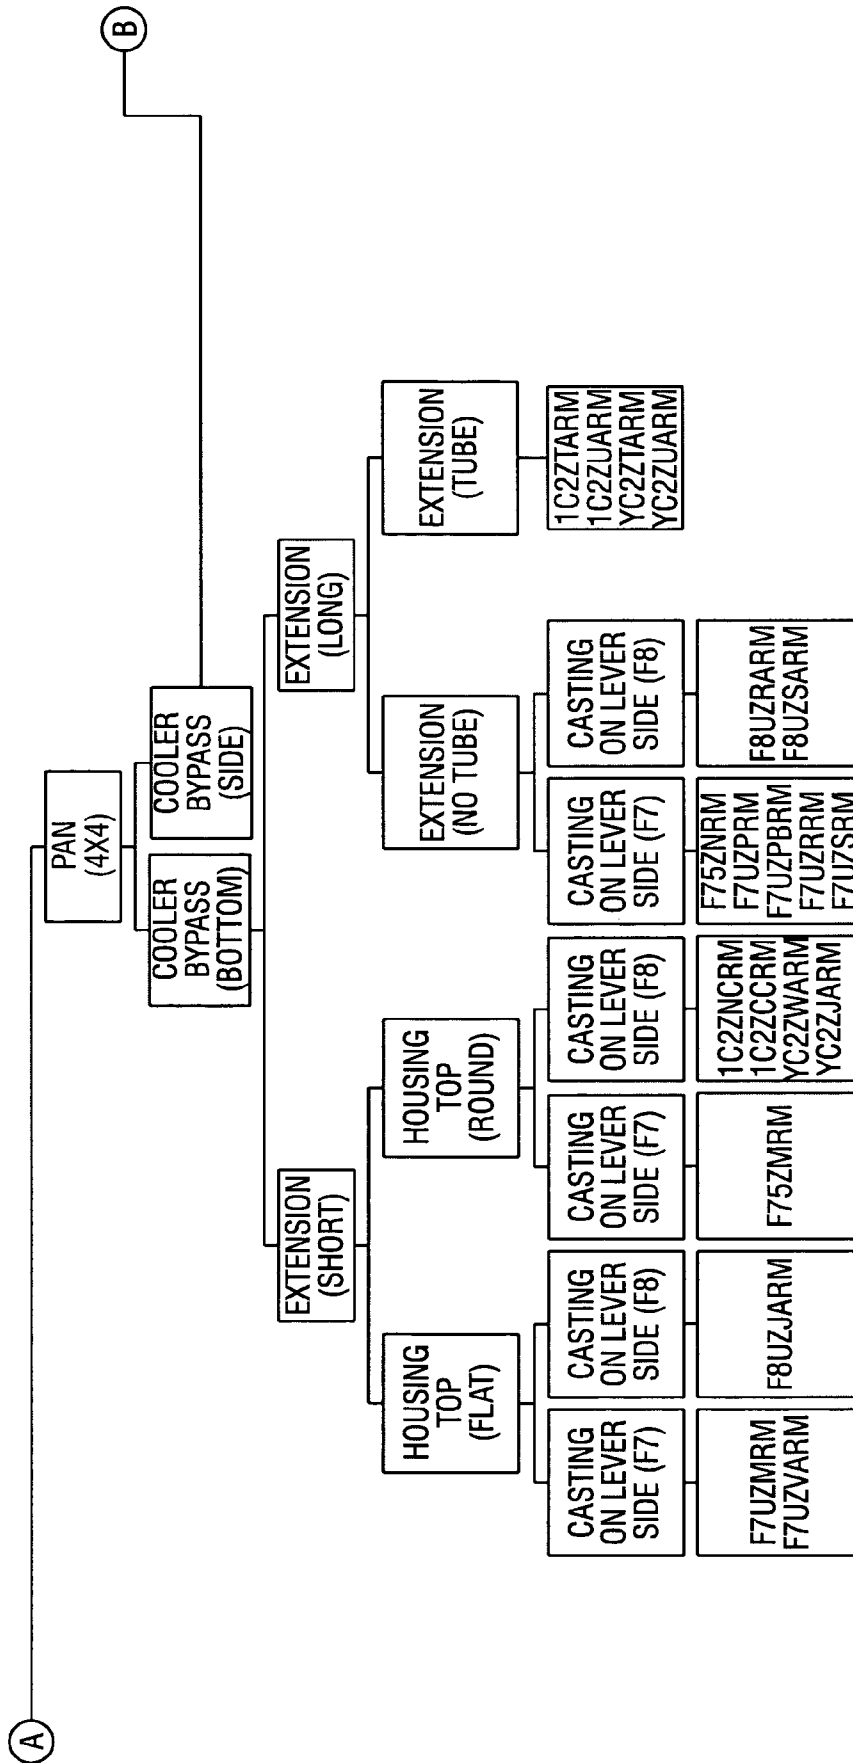 A
B
PAN
(4X4)
COOLER
BYPASS
(BOTTOM)
COOLER
BYPASS
(SIDE)
EXTENSION
(SHORT)
EXTENSION
(LONG)
HOUSING
TOP
(FLAT)
HOUSING
TOP
(ROUND)
EXTENSION
(NO TUBE)
EXTENSION
(TUBE)
CASTING
ON LEVER
SIDE (F7)
CASTING
ON LEVER
SIDE (F8)
CASTING
ON LEVER
SIDE (F7)
CASTING
ON LEVER
SIDE (F8)
CASTING
ON LEVER
SIDE (F7)
CASTING
ON LEVER
SIDE (F8)
1C2ZTARM
1C2ZUARM
YC2ZTARM
YC2ZUARM
F7UZMRM
F7UZVARM
F8UZJARM
F75ZMRM
1C2ZNCRM
1C2ZCCRM
YC2ZWARM
YC2ZJARM
F75ZNRM
F7UZPRM
F7UZPBRM
F7UZRRM
F7UZSRM
F8UZRARM
F8UZSARM